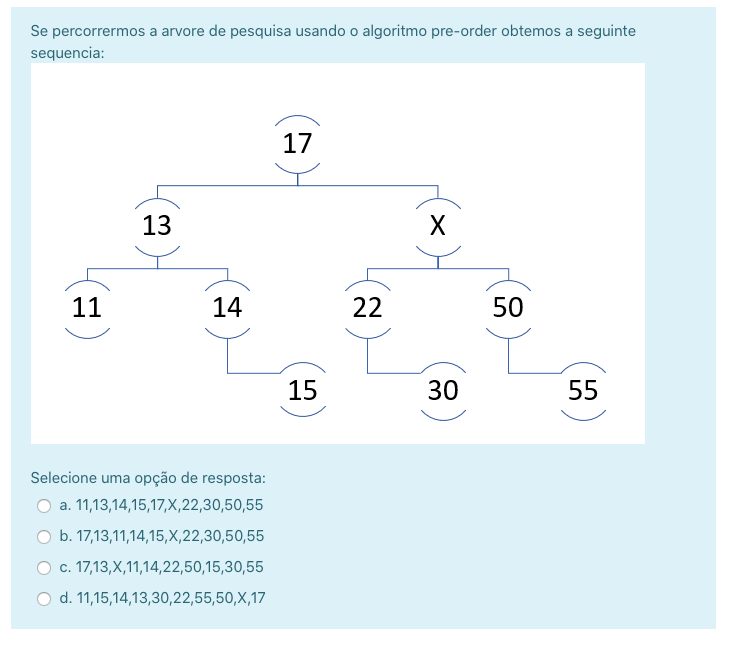 Se percorrermos a arvore de pesquisa usando o algoritmo pre-order obtemos a seguinte
sequencia:
17
13
X
11
14
22
50
15
30
55
Selecione uma opção de resposta:
a. 11,13,14,15,17,X,22,30,50,55
b. 17,13,11,14,15,X,22,30,50,55
c. 17,13,X,11,14,22,50,15,30,55
d. 11,15,14,13,30,22,55,50,X,17